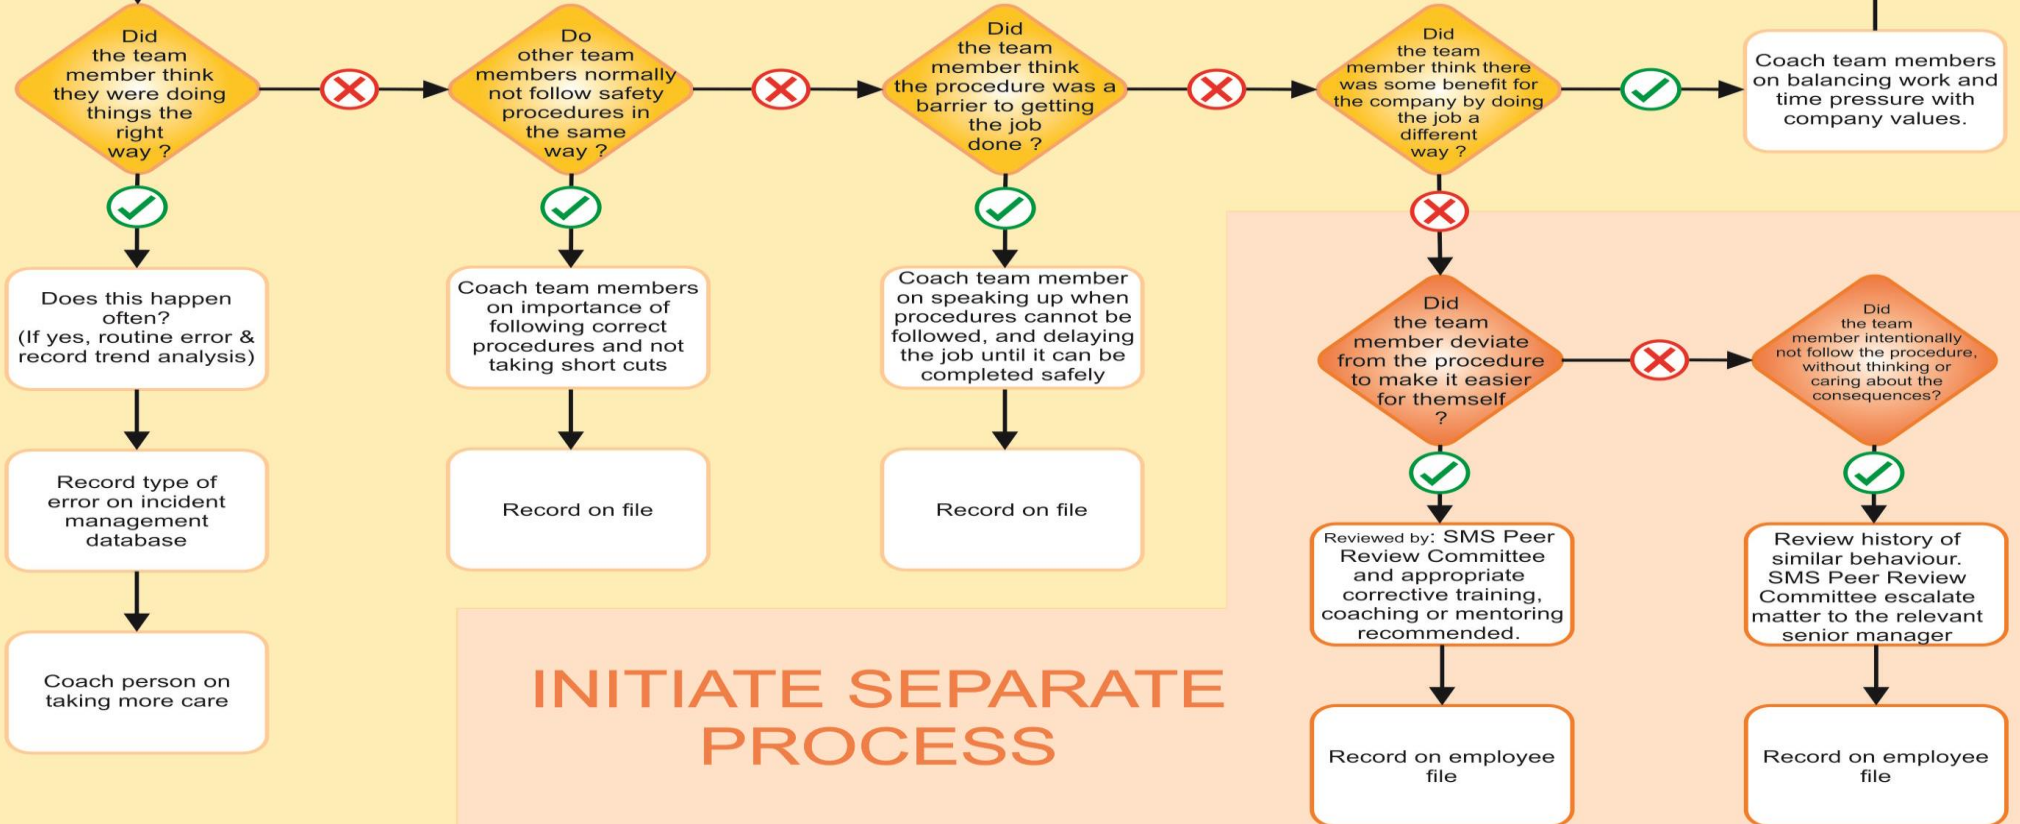 Did
the team
member think
they were doing
things the
right
way ?
Do
other team
members normally
not follow safety
procedures in
the same
way ?
Did
the team
member think
the procedure was a
barrier to getting
the job
done ?
Did
the team
member think there
was some benefit for
the company by doing
the job a
different
way ?
Coach team members
on balancing work and
time pressure with
company values.
Does this happen
often?
(If yes, routine error &
record trend analysis)
Coach team members
on importance of
following correct
procedures and not
taking short cuts
Coach team member
on speaking up when
procedures cannot be
followed, and delaying
the job until it can be
completed safely
Did
the team
member deviate
from the procedure
to make it easier
for themself
?
Did
the team
member intentionally
not follow the procedure,
without thinking or
caring about the
consequences?
Record type of
error on incident
management
database
Record on file
Record on file
Reviewed by: SMS Peer
Review Committee
and appropriate
corrective training,
coaching or mentoring
recommended.
Review history of
similar behaviour.
SMS Peer Review
Committee escalate
matter to the relevant
senior manager
Coach person on
taking more care
INITIATE SEPARATE
PROCESS
Record on employee
file
Record on employee
file